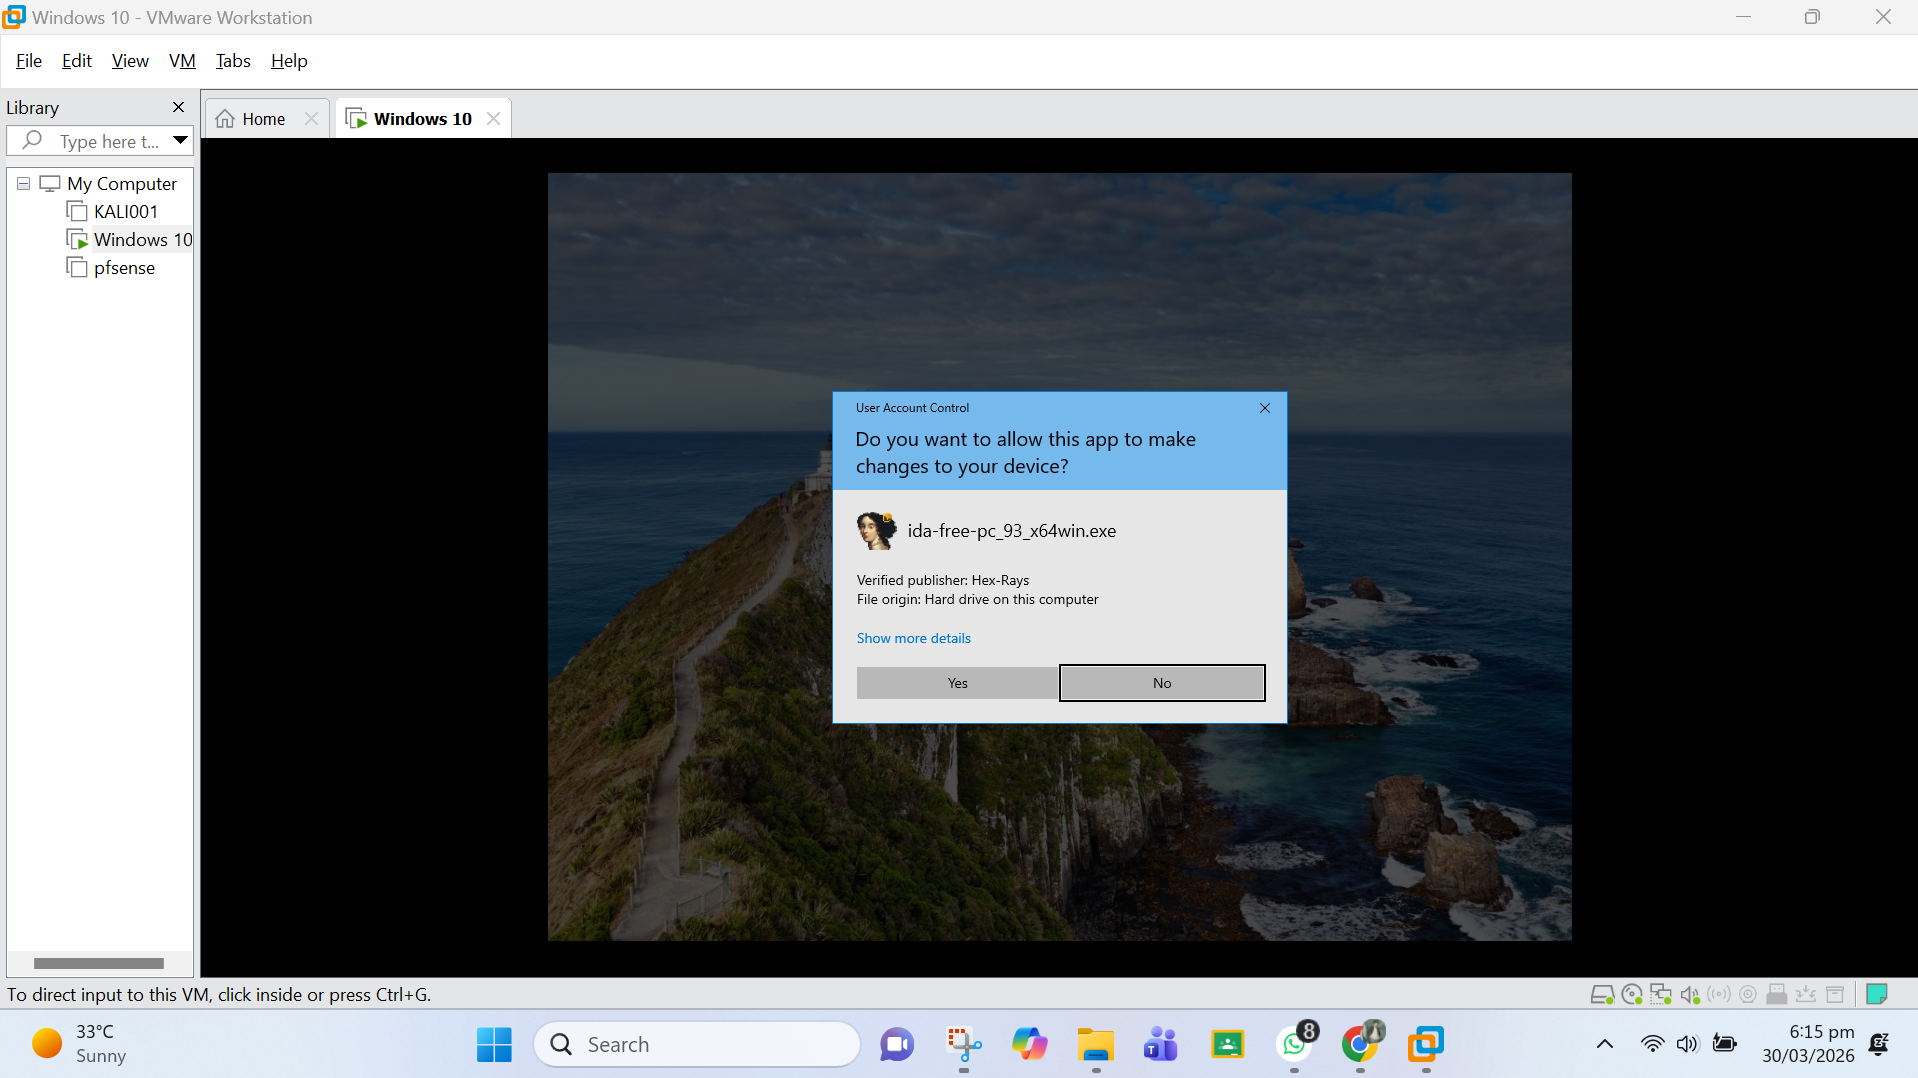 Windows 10 - VMware Workstation
File Edit View VM Tabs Help
Library
Type here t...
My Computer
KALI001
Windows 10
pfsense
Home
Windows 10
User Account Control
Do you want to allow this app to make
changes to your device?
ida-free-pc_93_x64win.exe
Verified publisher: Hex-Rays
File origin: Hard drive on this computer
Show more details
Yes
No
To direct input to this VM, click inside or press Ctrl+G.
33°C
Sunny
Search
T
8
6:15 pm
30/03/2026